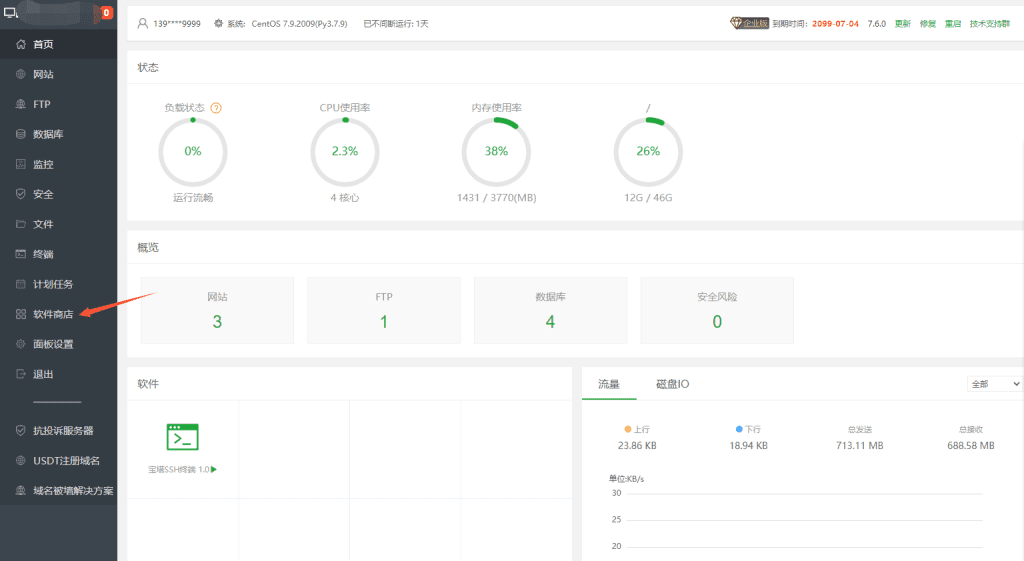 0
139****9999 系统: CentOS 7.9.2009(Py3.7.9) 已不间断运行: 1天
企业版 到期时间: 2099-07-04 7.6.0 更新 修复 重启 技术支持群
首页
网站
FTP
数据库
监控
安全
文件
终端
计划任务
软件商店
面板设置
退出
抗投诉服务器
USDT注册域名
域名被墙解决方案
状态
负载状态 ? CPU使用率 内存使用率 /
0% 2.3% 38% 26%
运行流畅 4 核心 1431 / 3770(MB) 12G / 46G
概览
网站 FTP 数据库 安全风险
3 1 4 0
软件
宝塔SSH终端 1.0
流量 磁盘IO 全部
上行 下行 总发送 总接收
23.86 KB 18.94 KB 713.11 MB 688.58 MB
单位:KB/s
30
25
20